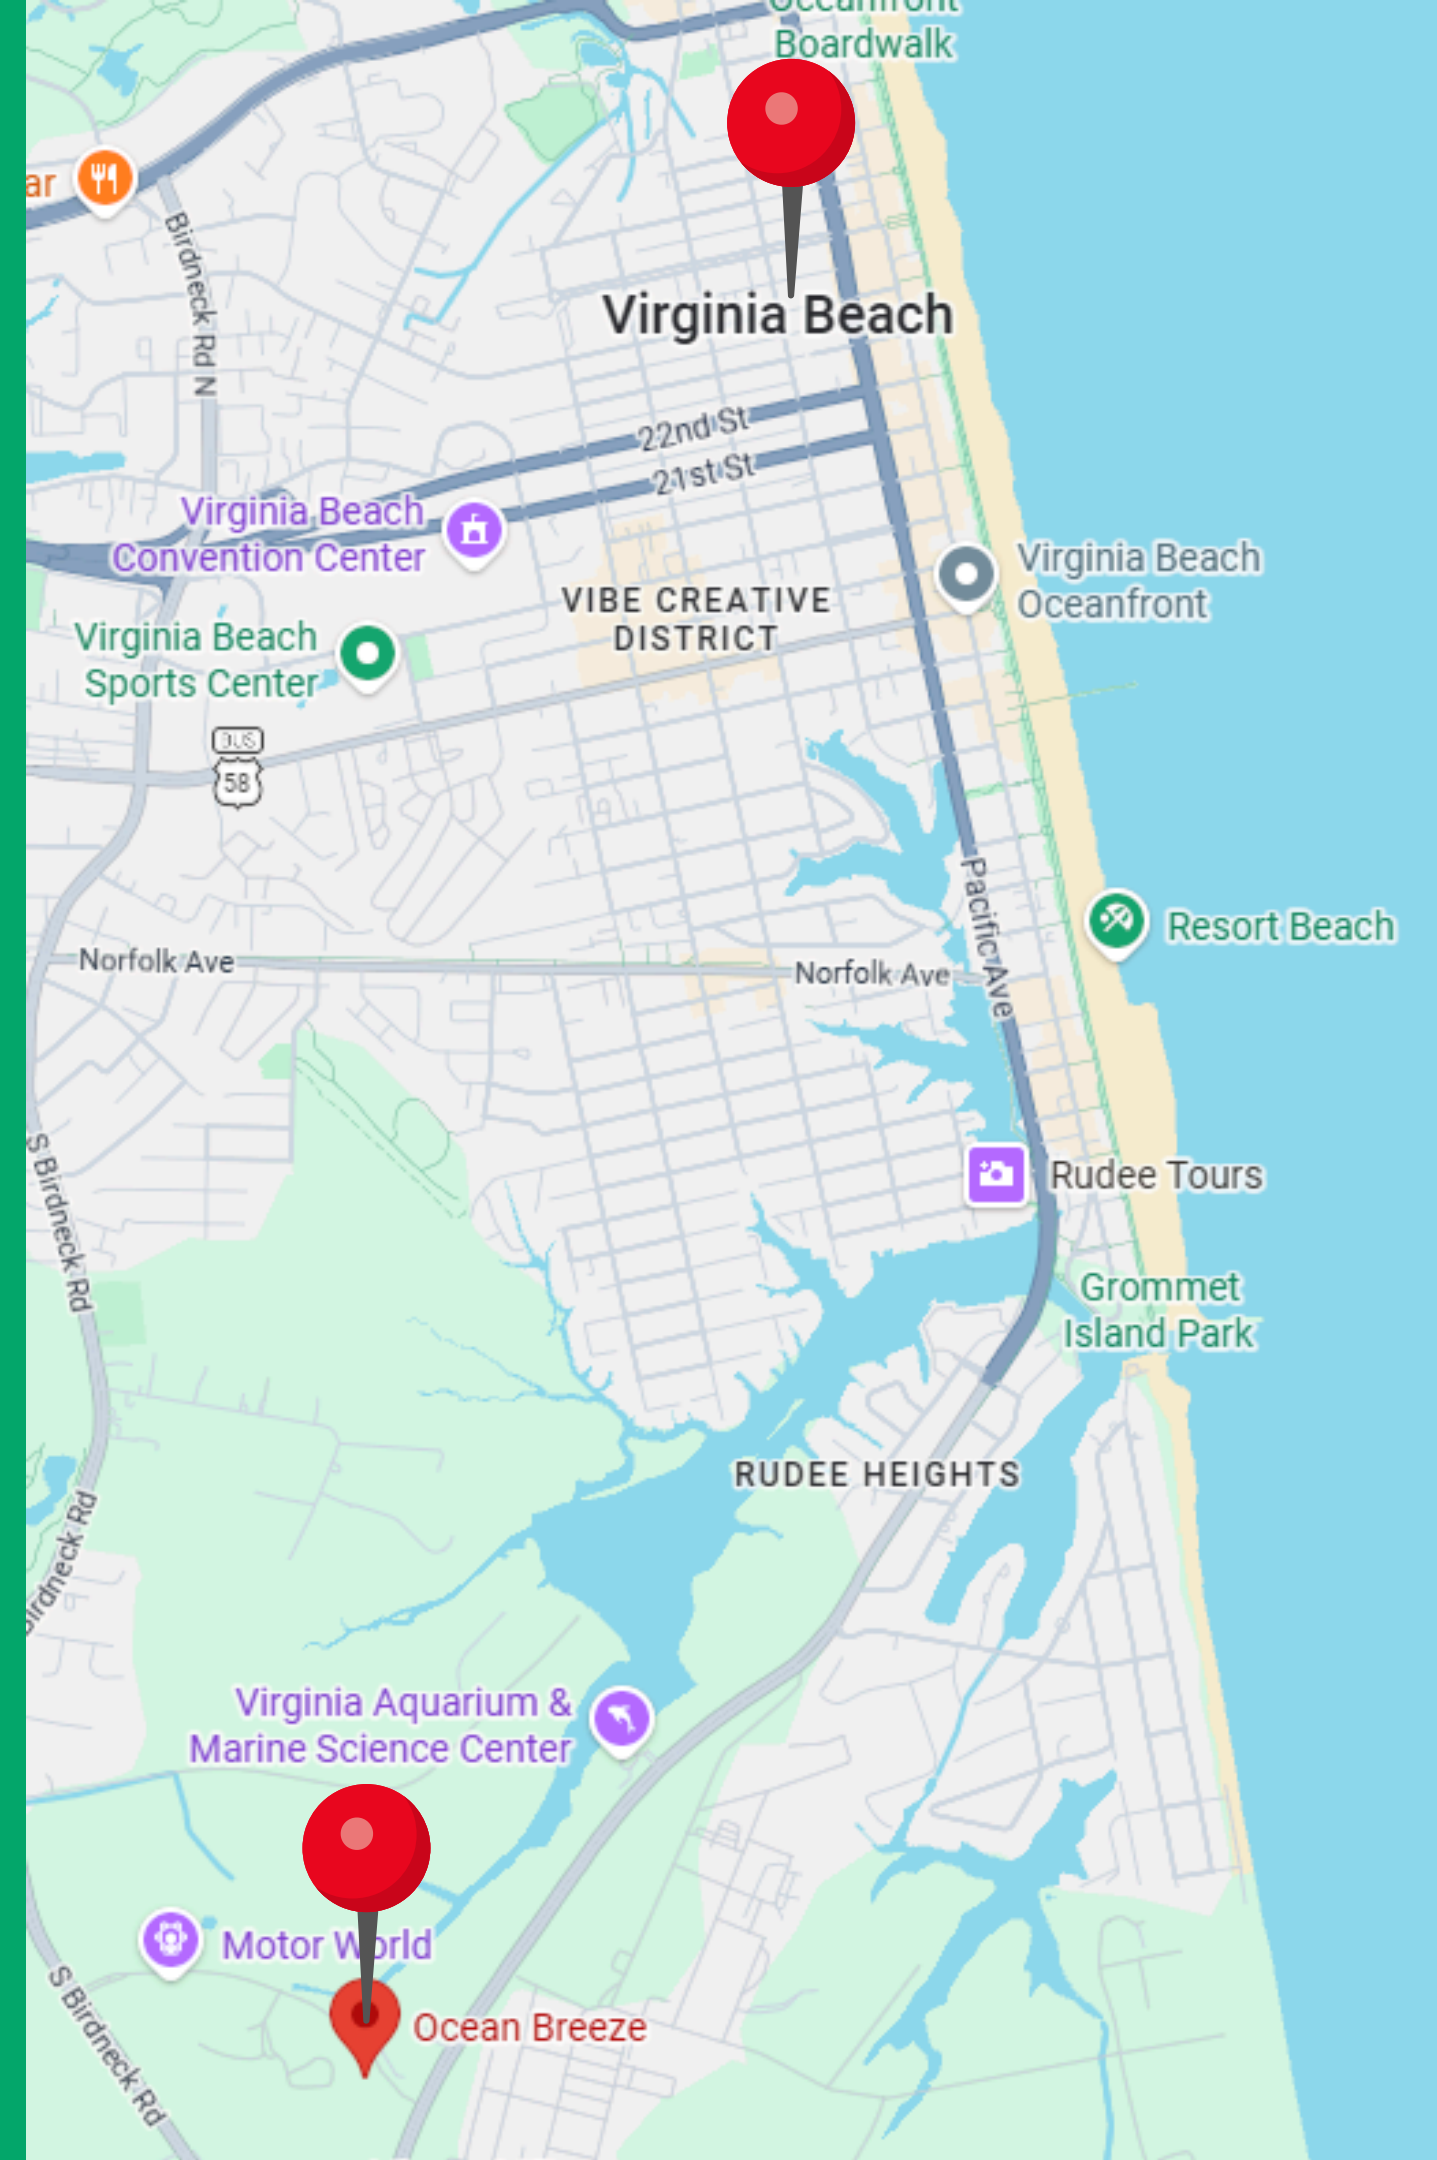 Oceanfront
Boardwalk
ar
Birdneck Rd N
Virginia Beach
22nd St
21st St
Virginia Beach
Convention Center
Virginia Beach
Oceanfront
VIBE CREATIVE
DISTRICT
Virginia Beach
Sports Center
BUS
58
Pacific Ave
Resort Beach
Norfolk Ave
Norfolk Ave
S Birdneck Rd
Rudee Tours
Grommet
Island Park
RUDEE HEIGHTS
Birdneck Rd
Virginia Aquarium &
Marine Science Center
Motor World
S Birdneck Rd
Ocean Breeze